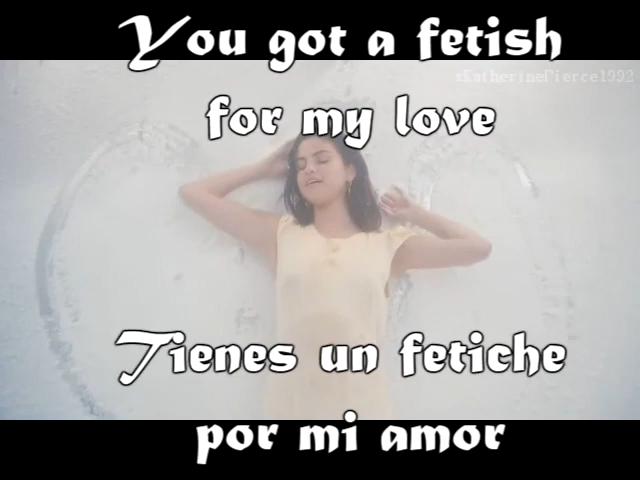 You got a fetish
xKatherinePierce1992
for my love
Tienes un fetiche
por mi amor